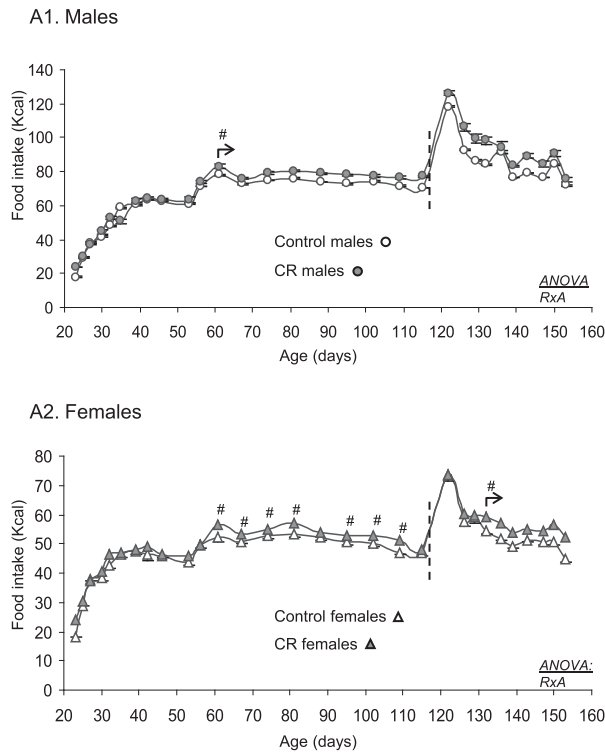 A1. Males
Food intake (Kcal)
140
120
100
80
60
40
20
0
#
Control males
CR males
ANOVA
RxA
20 30 40 50 60 70 80 90 100 110 120 130 140 150 160
Age (days)
A2. Females
Food intake (Kcal)
80
70
60
50
40
30
20
10
0
# # # # # # # #
Control females
CR females
ANOVA:
RxA
20 30 40 50 60 70 80 90 100 110 120 130 140 150 160
Age (days)